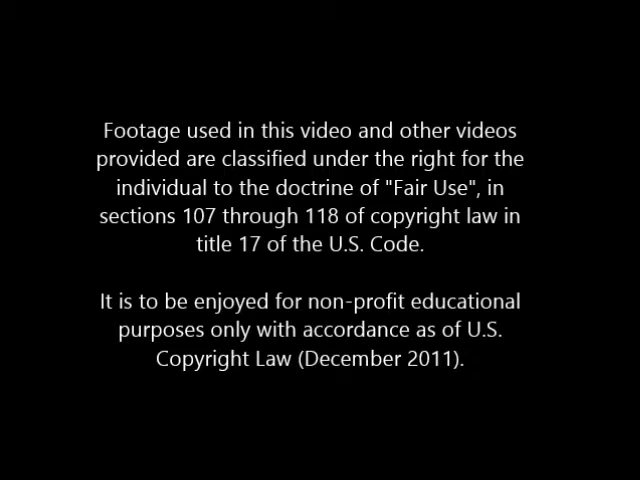 Footage used in this video and other videos
provided are classified under the right for the
individual to the doctrine of "Fair Use", in
sections 107 through 118 of copyright law in
title 17 of the U.S. Code.
It is to be enjoyed for non-profit educational
purposes only with accordance as of U.S.
Copyright Law (December 2011).